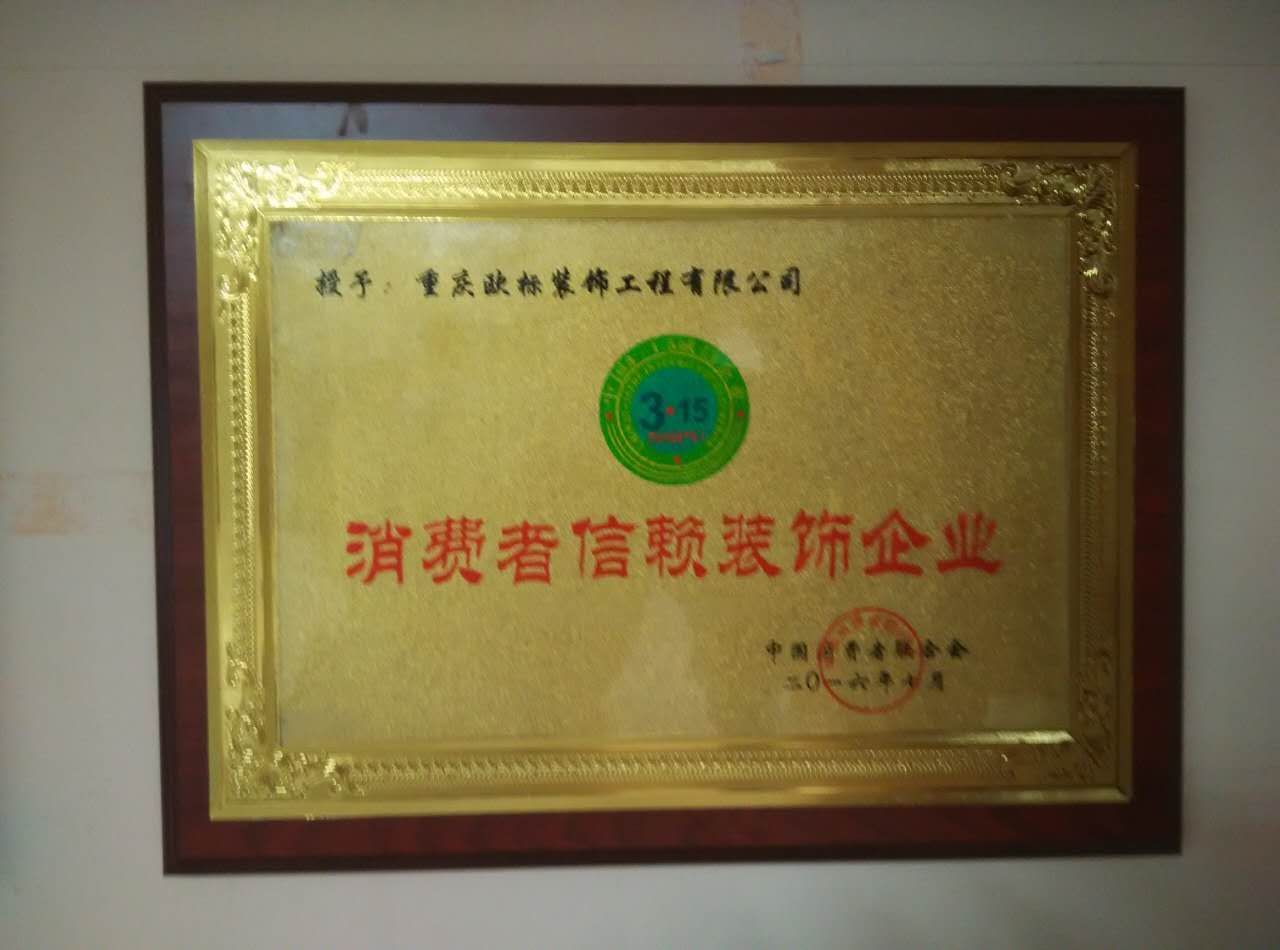 授予：重庆欧标装饰工程有限公司
3·15
消费者信赖装饰企业
中国消费者联合会
二〇一六年七月